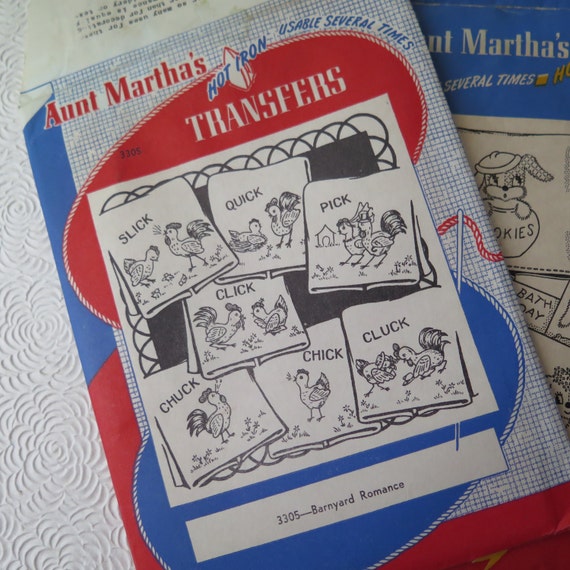 Aunt Martha's
HOT IRON
USABLE SEVERAL TIMES
TRANSFERS
3305
SLICK
QUICK
PICK
CLICK
CHUCK
CHICK
CLUCK
3305—Barnyard Romance
unt Martha's
SEVERAL TIMES
OKIES
BATH
DAY